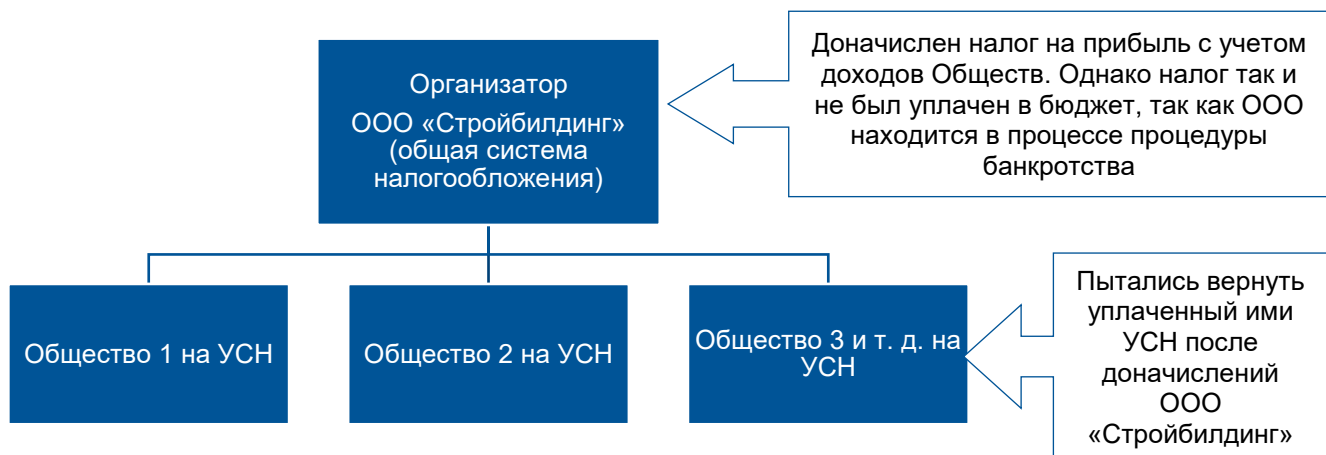 Организатор
ООО «Стройбилдинг»
(общая система
налогообложения)
Доначислен налог на прибыль с учетом
доходов Обществ. Однако налог так и
не был уплачен в бюджет, так как ООО
находится в процессе процедуры
банкротства
Общество 1 на УСН
Общество 2 на УСН
Общество 3 и т. д. на
УСН
Пытались вернуть
уплаченный ими
УСН после
доначислений
ООО
«Стройбилдинг»